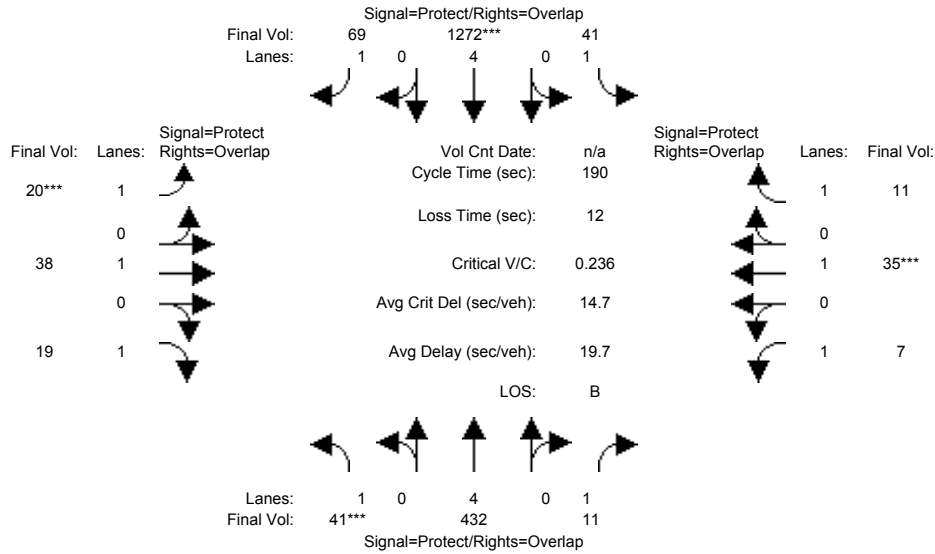 Signal=Protect/Rights=Overlap
Final Vol: 69 1272*** 41
Lanes: 1 0 4 0 1
Signal=Protect
Final Vol: Lanes: Rights=Overlap
Vol Cnt Date: n/a
Signal=Protect
Rights=Overlap Lanes: Final Vol:
Cycle Time (sec): 190
20*** 1
1 11
Loss Time (sec): 12
0
0
38 1
Critical V/C: 0.236
1 35***
0
Avg Crit Del (sec/veh): 14.7
0
19 1
Avg Delay (sec/veh): 19.7
1 7
LOS: B
Lanes: 1 0 4 0 1
Final Vol: 41*** 432 11
Signal=Protect/Rights=Overlap